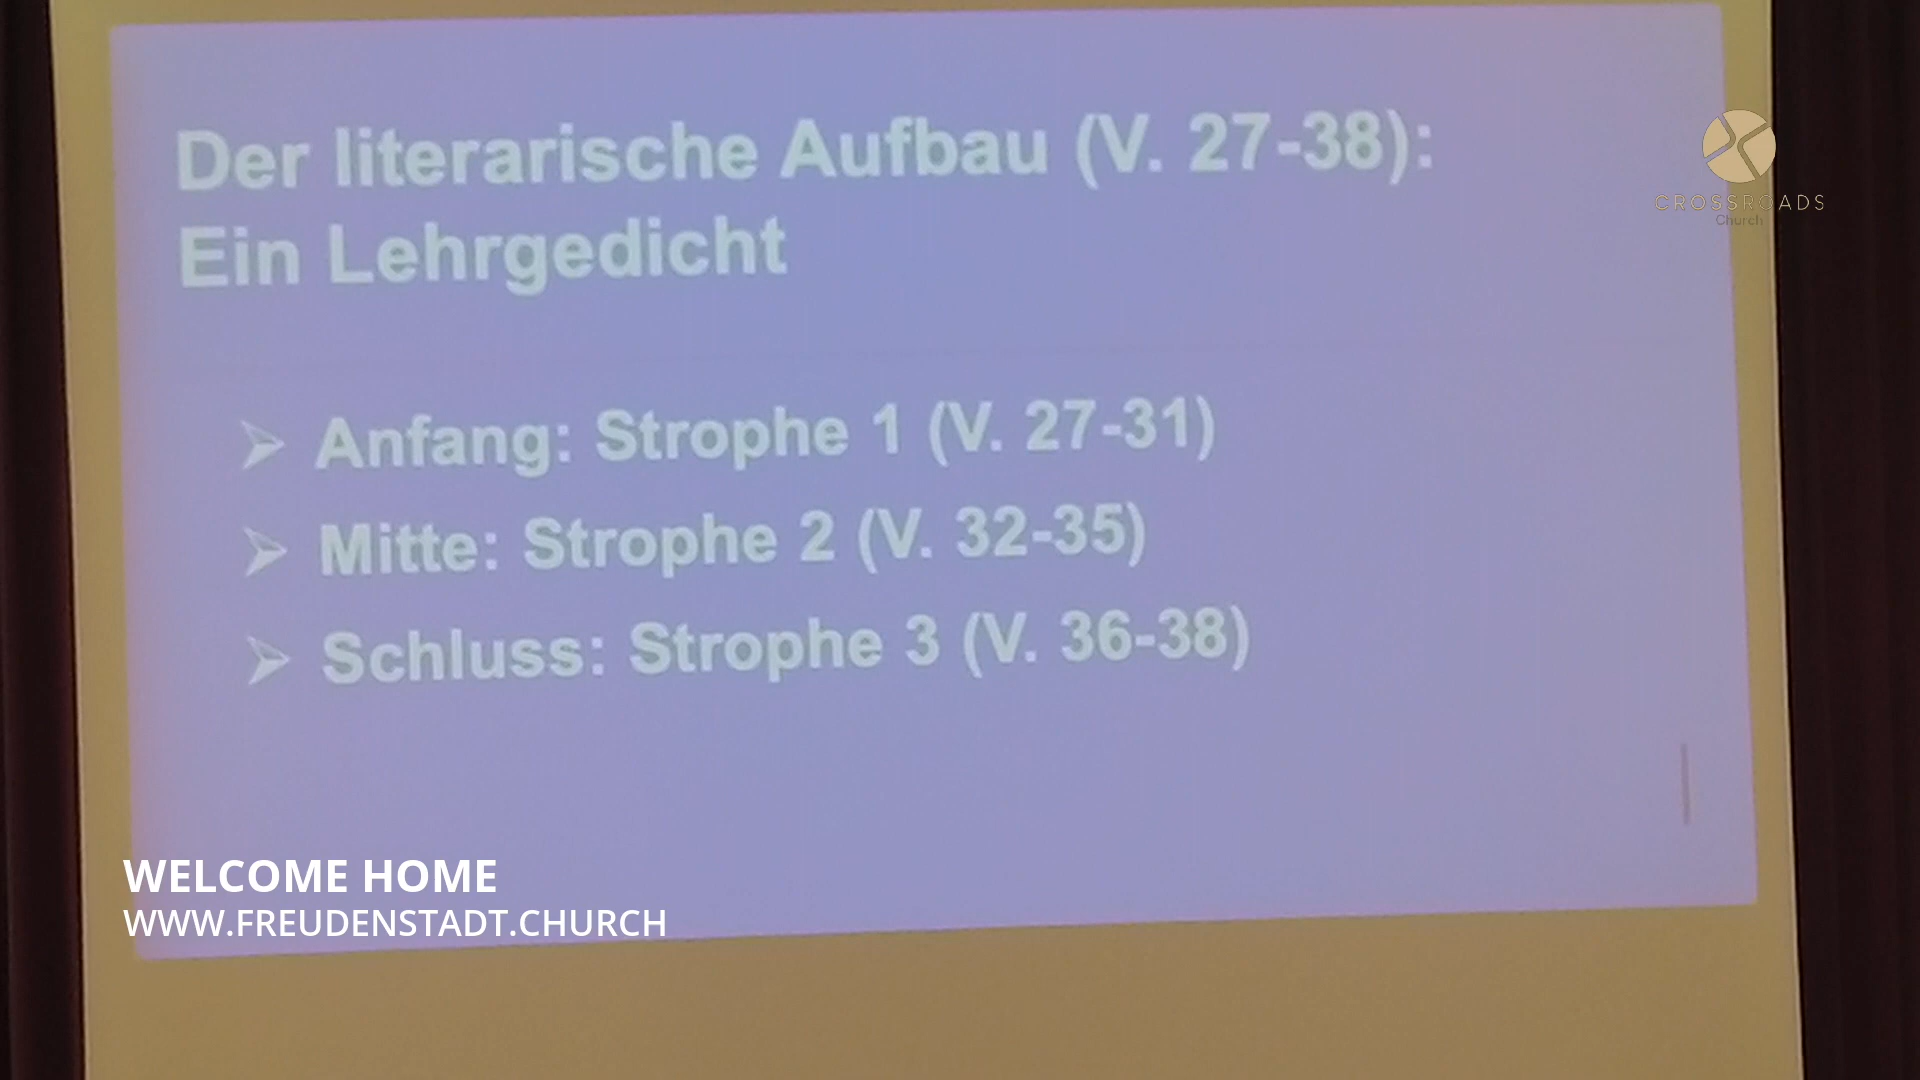 Der literarische Aufbau (V. 27-38):
Ein Lehrgedicht
Anfang: Strophe 1 (V. 27-31)
Mitte: Strophe 2 (V. 32-35)
Schluss: Strophe 3 (V. 36-38)
CROSSROADS
Church
WELCOME HOME
WWW.FREUDENSTADT.CHURCH